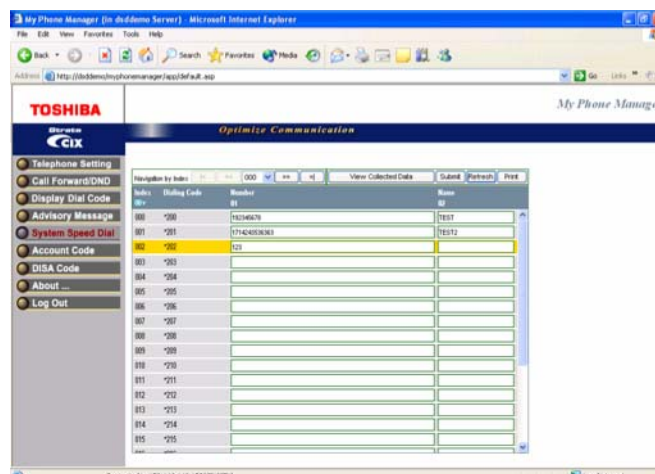 My Phone Manager (in dsddemo Server) - Microsoft Internet Explorer
File Edit View Favorites Tools Help
Back Search Favorites Media
Address http://dsddemo/myphonemanager/app/default.asp Go Links
TOSHIBA
My Phone Manage
Strata CIX
Optimize Communication
Telephone Setting
Call Forward/DND
Display Dial Code
Advisory Message
System Speed Dial
Account Code
DISA Code
About ...
Log Out
Navigation by Index 000 View Collected Data Submit Refresh Print
Index Dialing Code Number Name
01 02
000 *200 192345678 TEST
001 *201 1714240536363 TEST2
002 *202 123
003 *203
004 *204
005 *205
006 *206
007 *207
008 *208
009 *209
010 *210
011 *211
012 *212
013 *213
014 *214
015 *215